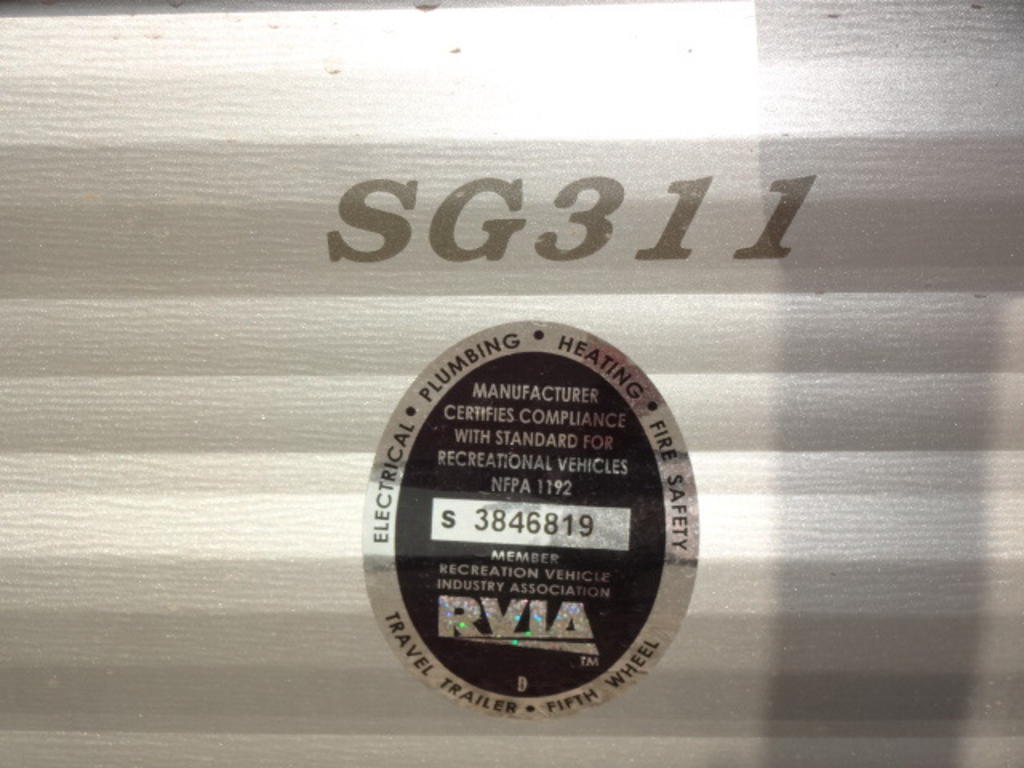 SG311
ELECTRICAL • PLUMBING • HEATING • FIRE SAFETY
MANUFACTURER
CERTIFIES COMPLIANCE
WITH STANDARD FOR
RECREATIONAL VEHICLES
NFPA 1192
S 3846819
MEMBER
RECREATION VEHICLE
INDUSTRY ASSOCIATION
RVIA
TM
D
TRAVEL TRAILER • FIFTH WHEEL